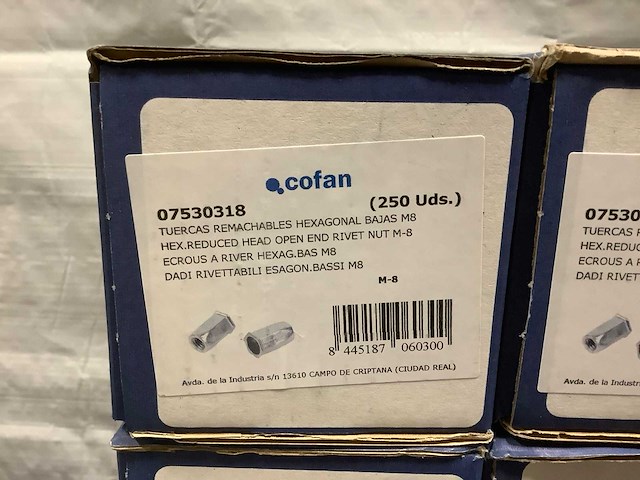 cofan
07530318 (250 Uds.)
TUERCAS REMACHABLES HEXAGONAL BAJAS M8
HEX.REDUCED HEAD OPEN END RIVET NUT M-8
ECROUS A RIVER HEXAG.BAS M8
DADI RIVETTABILI ESAGON.BASSI M8
M-8
8 445187 060300
Avda. de la Industria s/n 13610 CAMPO DE CRIPTANA (CIUDAD REAL)
07530
TUERCAS R
HEX.REDUC
ECROUS A R
DADI RIVET
Avda. de la Indust